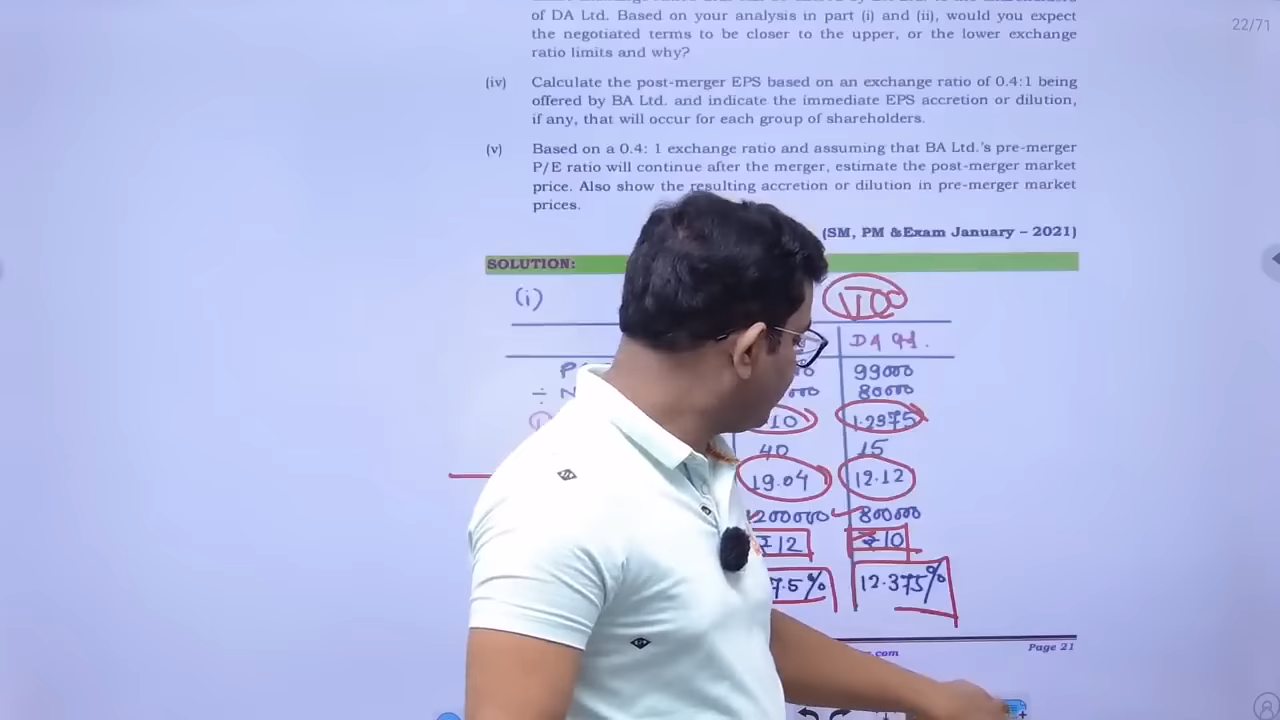 of DA Ltd. Based on your analysis in part (i) and (ii), would you expect
22/71
the negotiated terms to be closer to the upper, or the lower exchange
ratio limits and why?
(iv) Calculate the post-merger EPS based on an exchange ratio of 0.4:1 being
offered by BA Ltd. and indicate the immediate EPS accretion or dilution,
if any, that will occur for each group of shareholders.
(v) Based on a 0.4: 1 exchange ratio and assuming that BA Ltd.'s pre-merger
P/E ratio will continue after the merger, estimate the post-merger market
price. Also show the resulting accretion or dilution in pre-merger market
prices.
(SM, PM &Exam January – 2021)
SOLUTION:
(i)
DA
99000
÷ 80000
1.2375
40 15
19.04 12.12
1200000 800000
₹12 ₹10
7.5% 12.375%
Page 21